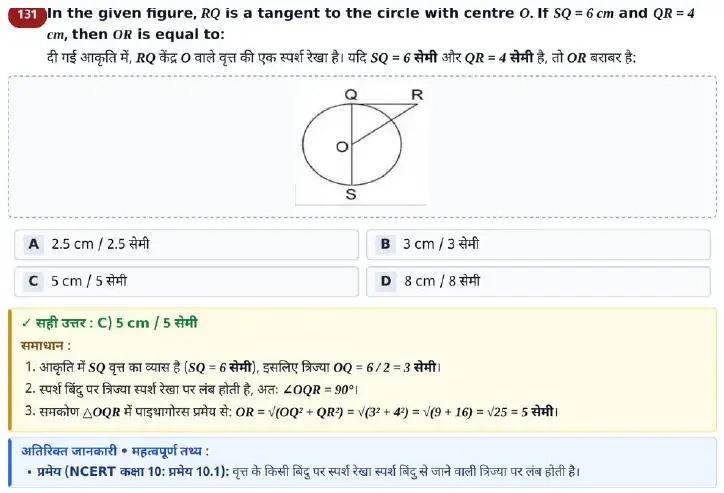 131 In the given figure, RQ is a tangent to the circle with centre O. If SQ = 6 cm and QR = 4
cm, then OR is equal to:
दी गई आकृति में, RQ केंद्र O वाले वृत्त की एक स्पर्श रेखा है। यदि SQ = 6 सेमी और QR = 4 सेमी है, तो OR बराबर है:
Q R
O
S
A 2.5 cm / 2.5 सेमी
B 3 cm / 3 सेमी
C 5 cm / 5 सेमी
D 8 cm / 8 सेमी
✓ सही उत्तर : C) 5 cm / 5 सेमी
समाधान :
1. आकृति में SQ वृत्त का व्यास है (SQ = 6 सेमी), इसलिए त्रिज्या OQ = 6 / 2 = 3 सेमी।
2. स्पर्श बिंदु पर त्रिज्या स्पर्श रेखा पर लंब होती है, अतः ∠OQR = 90°।
3. समकोण △OQR में पाइथागोरस प्रमेय से: OR = √(OQ² + QR²) = √(3² + 4²) = √(9 + 16) = √25 = 5 सेमी।
अतिरिक्त जानकारी • महत्वपूर्ण तथ्य :
• प्रमेय (NCERT कक्षा 10: प्रमेय 10.1): वृत्त के किसी बिंदु पर स्पर्श रेखा स्पर्श बिंदु से जाने वाली त्रिज्या पर लंब होती है।